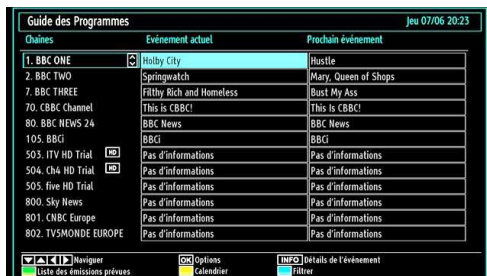 Guide des Programmes Jeu 07/06 20:23
Chaines Evénement actuel Prochain événement
1. BBC ONE Holby City Hustle
2. BBC TWO Springwatch Mary, Queen of Shops
7. BBC THREE Filthy Rich and Homeless Bust My Ass
70. CBBC Channel This is CBBC! This Is CBBC!
80. BBC NEWS 24 BBC News BBC News
105. BBCi BBCi BBCi
503. ITV HD Trial HD Pas d'informations Pas d'informations
504. Ch4 HD Trial HD Pas d'informations Pas d'informations
505. five HD Trial Pas d'informations Pas d'informations
800. Sky News Pas d'informations Pas d'informations
801. CNBC Europe Pas d'informations Pas d'informations
802. TV5MONDE EUROPE Pas d'informations Pas d'informations
Naviguer OK Options INFO Détails de l'événement
Liste des émissions prévues Calendrier Filtrer